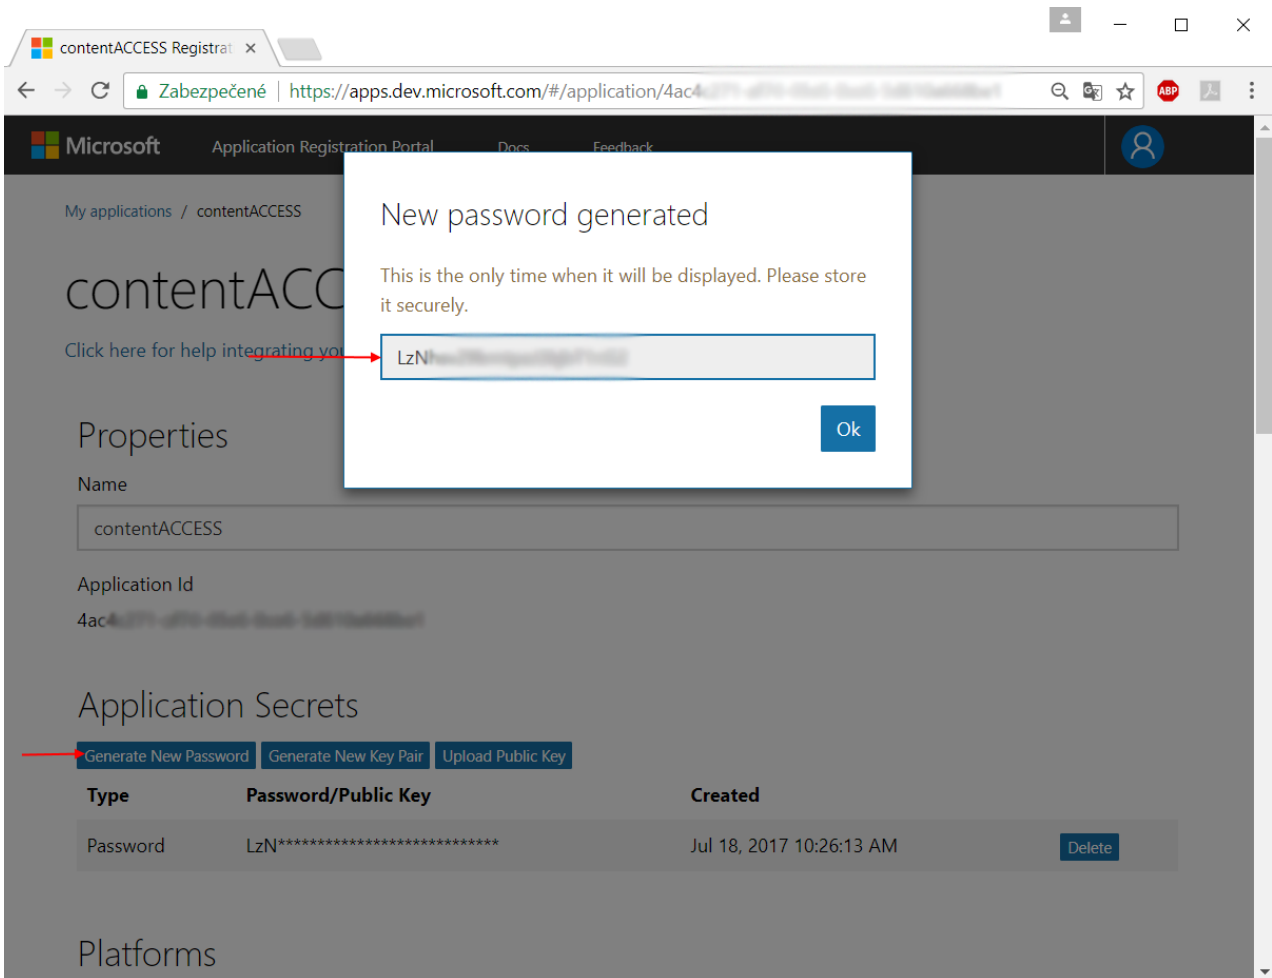 contentACCESS Registrat
Zabezpečené https://apps.dev.microsoft.com/#/application/4ac
ABP
Microsoft Application Registration Portal Docs Feedback
My applications / contentACCESS
New password generated
This is the only time when it will be displayed. Please store
it securely.
contentACC
Click here for help integrating you
LzN
Ok
Properties
Name
contentACCESS
Application Id
4ac
Application Secrets
Generate New Password Generate New Key Pair Upload Public Key
Type Password/Public Key Created
Password LzN**************************** Jul 18, 2017 10:26:13 AM Delete
Platforms